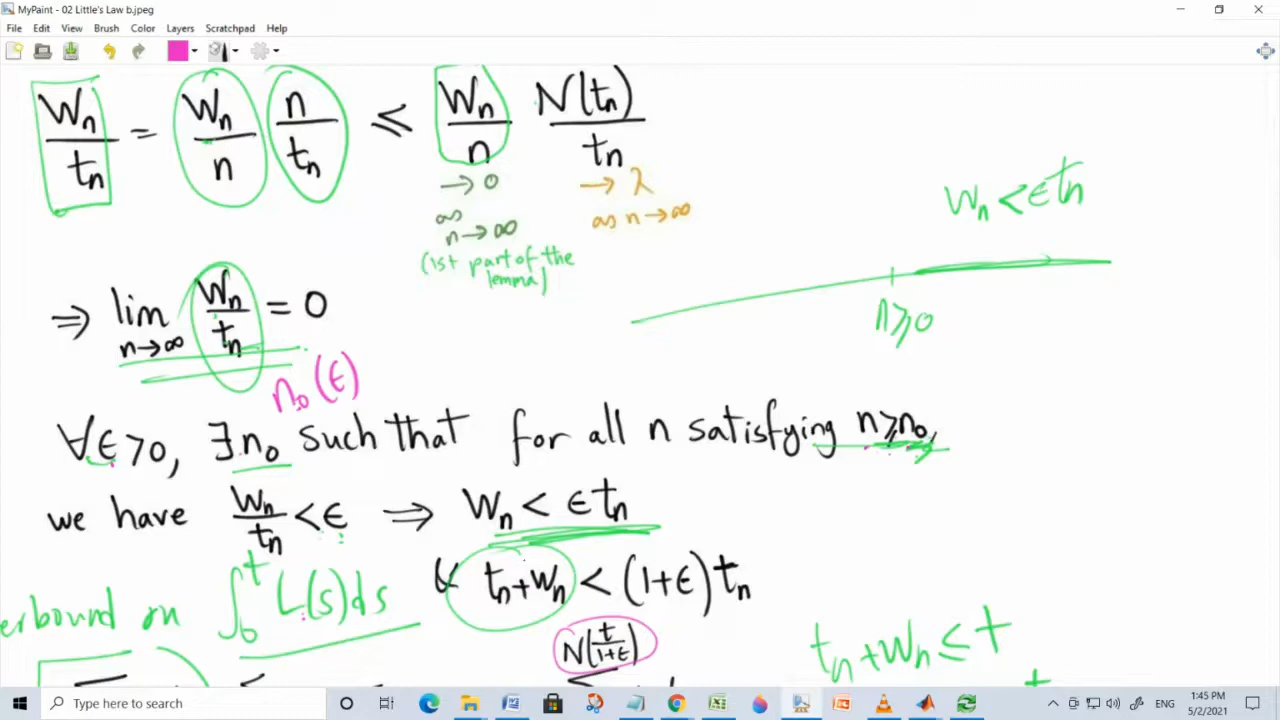 MyPaint - 02 Little's Law b.jpeg
File Edit View Brush Color Layers Scratchpad Help
Wn/tn = Wn/n n/tn ≤ Wn/n N(tn)/tn
→ 0 as n→∞ (1st part of the lemma)
→ λ as n→∞
Wn < ϵtn
n≥0
⇒ lim n→∞ Wn/tn = 0
n0(ϵ)
∀ϵ>0, ∃n0 such that for all n satisfying n≥n0,
we have Wn/tn < ϵ ⇒ Wn < ϵtn
tn+Wn < (1+ϵ)tn
erbound on ∫0^t L(s)ds
N(t/1+ϵ)
tn+Wn ≤ t
Type here to search
ENG
1:45 PM
5/2/2021